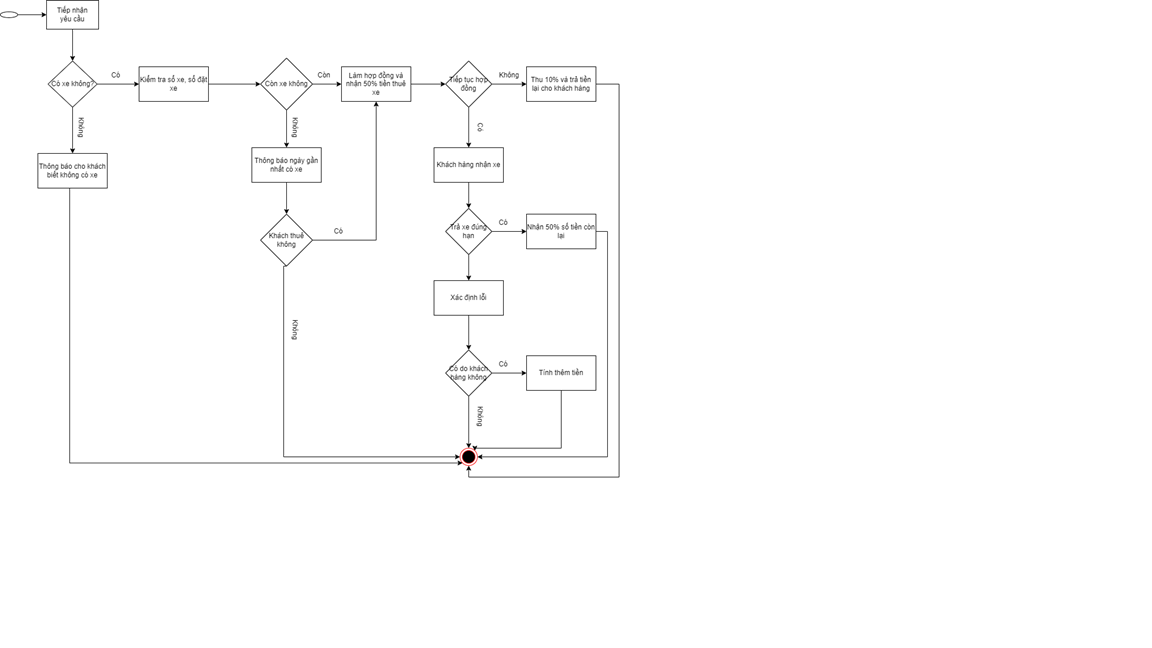 Tiếp nhận
yêu cầu
Có xe không?
Có
Kiểm tra số xe, số đặt
xe
Còn xe không
Còn
Làm hợp đồng và
nhận 50% tiền thuê
xe
Tiếp tục hợp
đồng
Không
Thu 10% và trả tiền
lại cho khách hàng
Không
Không
Có
Thông báo cho khách
biết không có xe
Thông báo ngày gần
nhất có xe
Khách hàng nhận xe
Khách thuê
không
Có
Trả xe đúng
hạn
Có
Nhận 50% số tiền còn
lại
Xác định lỗi
Không
Có do khách
hàng không
Có
Tính thêm tiền
Không